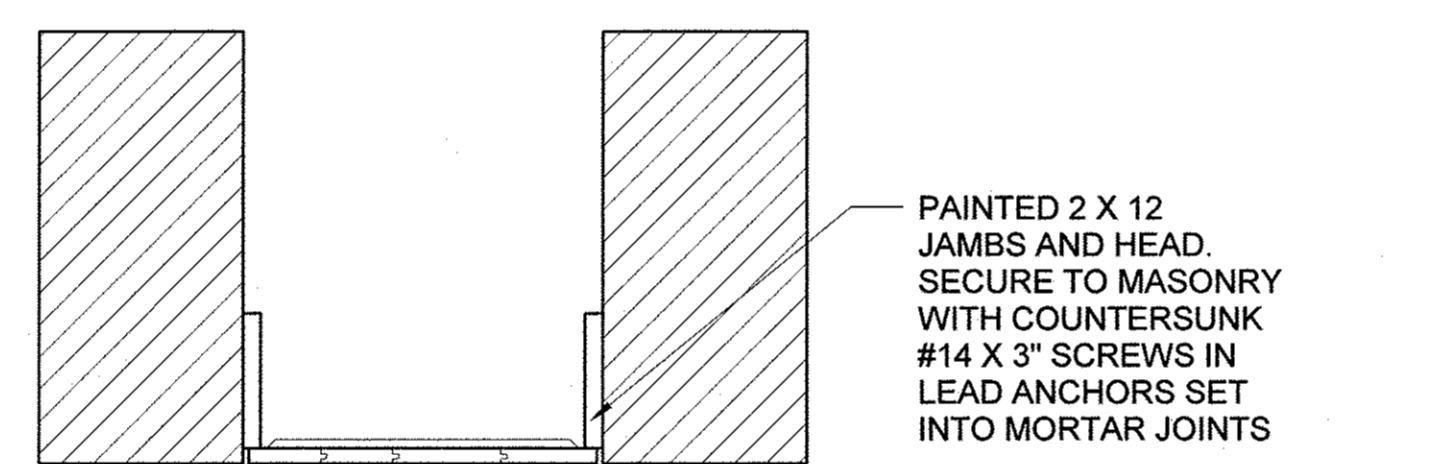 PAINTED 2 X 12
JAMBS AND HEAD.
SECURE TO MASONRY
WITH COUNTERSUNK
#14 X 3" SCREWS IN
LEAD ANCHORS SET
INTO MORTAR JOINTS